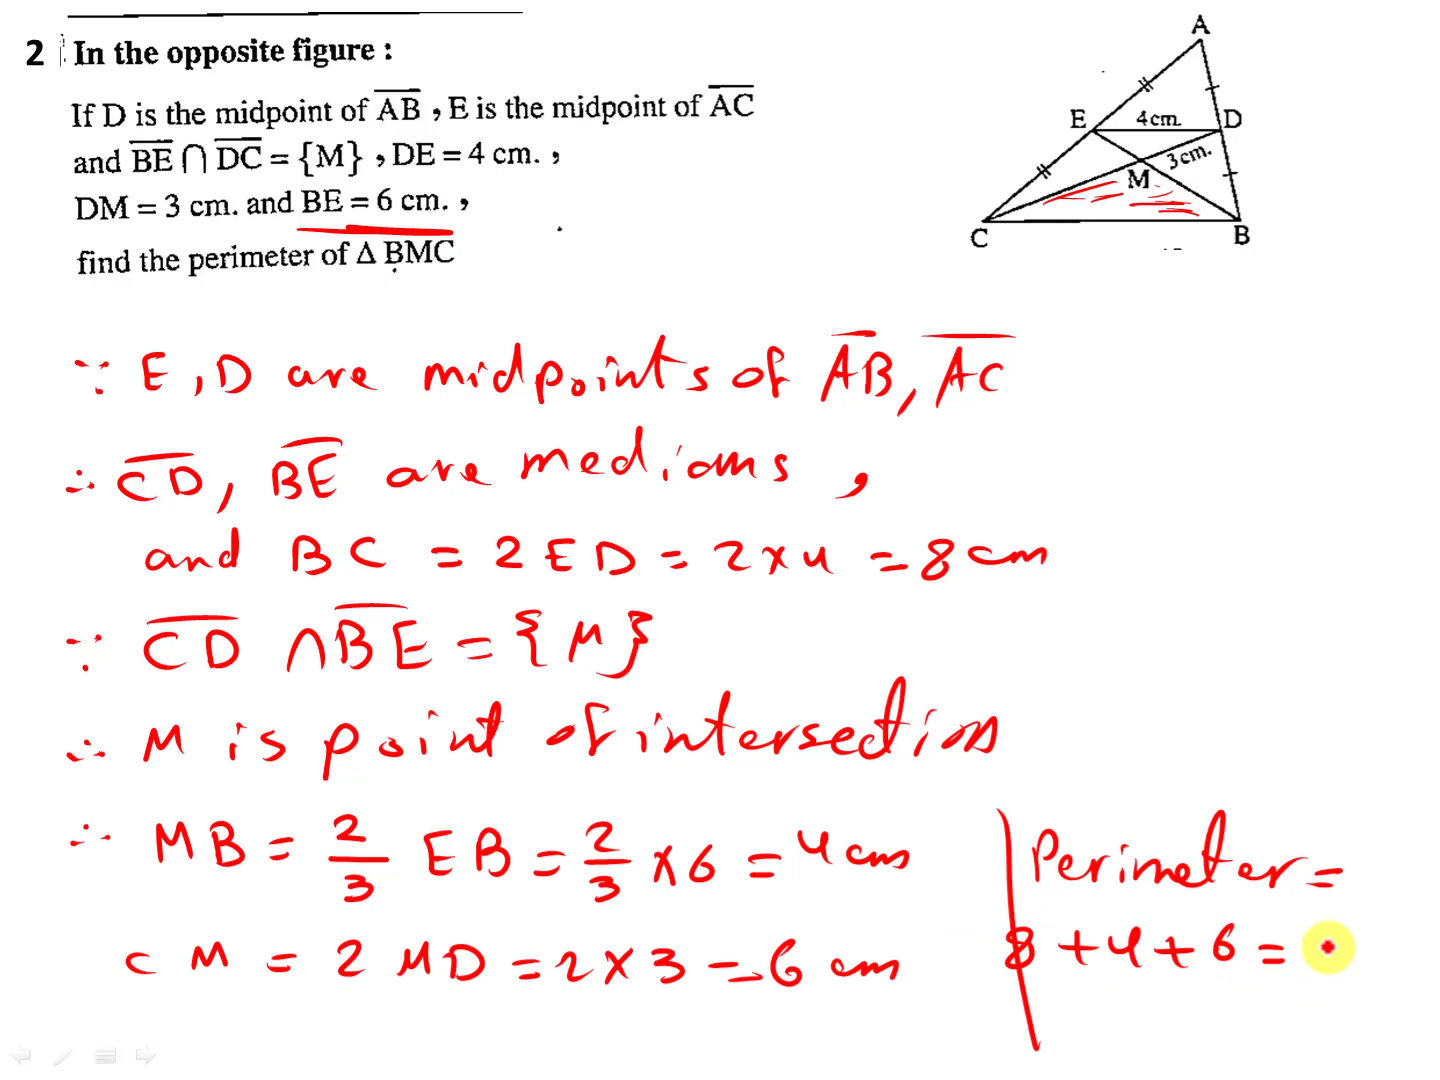 2 In the opposite figure :
If D is the midpoint of AB , E is the midpoint of AC
and BE ∩ DC = {M} , DE = 4 cm. ,
DM = 3 cm. and BE = 6 cm. ,
find the perimeter of Δ BMC
A
E
4cm.
D
3cm.
M
C
B
∵ E , D are midpoints of AB, AC
∴ CD, BE are medians ,
and BC = 2ED = 2 × 4 = 8 cm
∵ CD ∩ BE = {M}
∴ M is point of intersection
∴ MB = 2/3 EB = 2/3 × 6 = 4 cm
CM = 2 MD = 2 × 3 = 6 cm
Perimeter =
8 + 4 + 6 =